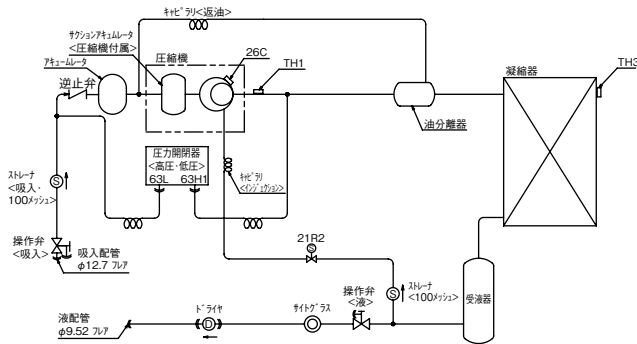 ｷｬﾋﾟﾗﾘ<返油>
ｻｸｼｮﾝｱｷｭﾑﾚｰﾀ
<圧縮機付属>
圧縮機
26C
ｱｷｭｰﾑﾚｰﾀ
TH1
凝縮器
TH3
逆止弁
油分離器
ｽﾄﾚｰﾅ
<吸入・
100ﾒｯｼｭ>
圧力開閉器
<高圧・低圧>
63L 63H1
ｷｬﾋﾟﾗﾘ
<ｲﾝｼﾞｪｸｼｮﾝ>
操作弁
<吸入>
吸入配管
φ12.7 ﾌﾚｱ
21R2
操作弁
<液>
ｽﾄﾚｰﾅ
<100ﾒｯｼｭ>
受液器
液配管
φ9.52 ﾌﾚｱ
ﾄﾞﾗｲﾔ
ｻｲﾄｸﾞﾗｽ
S
S
S
D